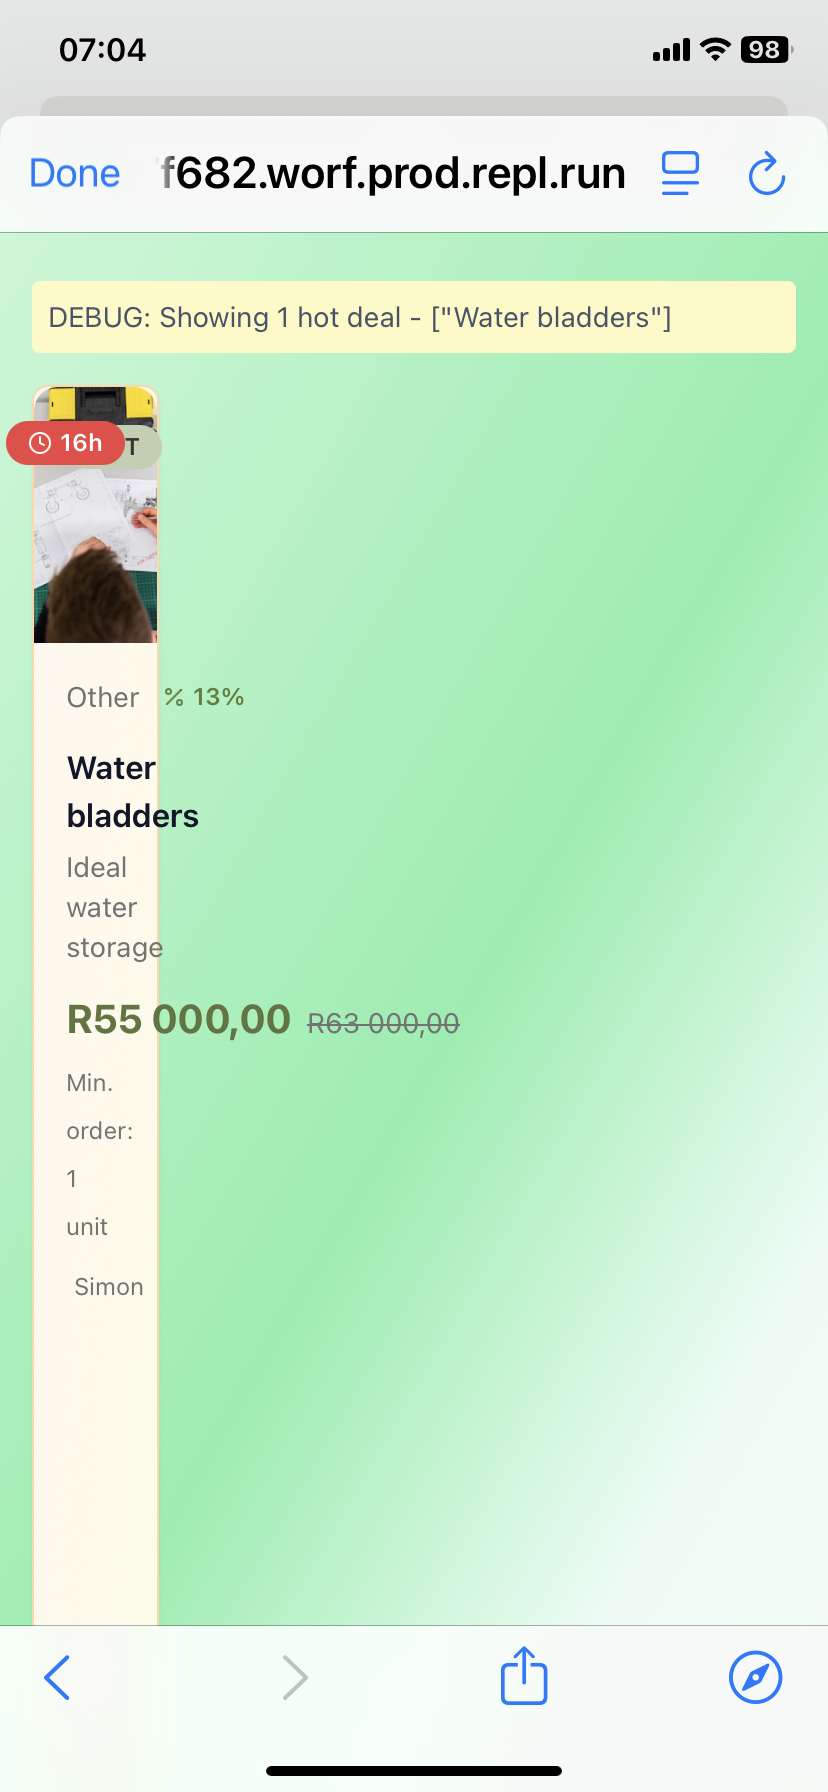 07:04
98
Done
f682.worf.prod.repl.run
DEBUG: Showing 1 hot deal - ["Water bladders"]
16h
T
Other
% 13%
Water
bladders
Ideal
water
storage
R55 000,00 R63 000,00
Min.
order:
1
unit
Simon